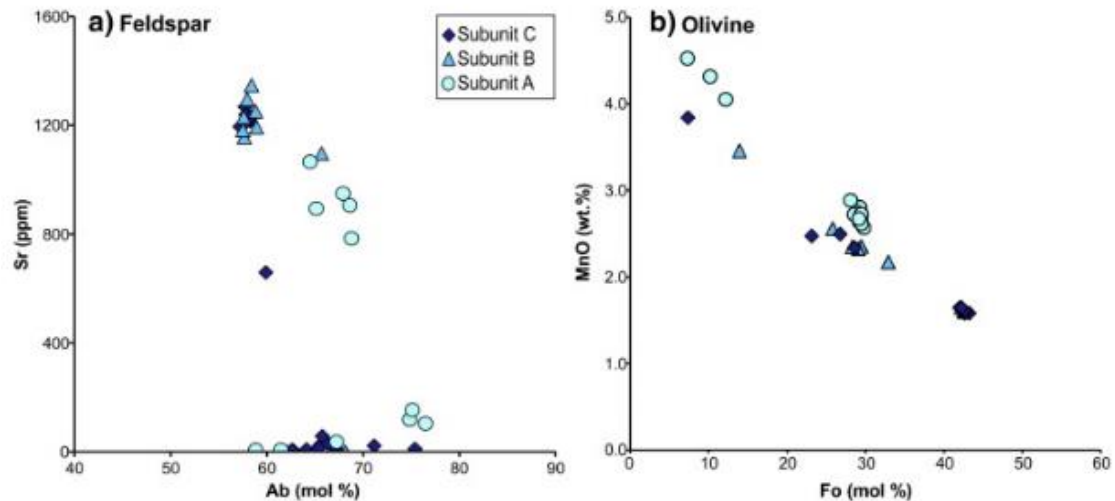 a) Feldspar
Subunit C
Subunit B
Subunit A
1600
1200
800
400
0
Sr (ppm)
40 50 60 70 80 90
Ab (mol %)
b) Olivine
5.0
4.0
3.0
2.0
1.0
0.0
MnO (wt.%)
0 10 20 30 40 50 60
Fo (mol %)